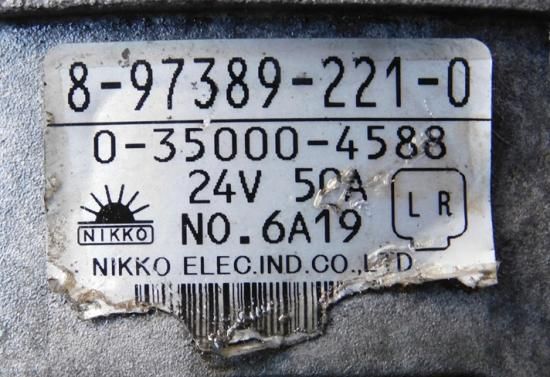 8-97389-221-0
0-35000-4588
24V 50A
L R
NIKKO
NO.6A19
NIKKO ELEC.IND.CO.,LTD